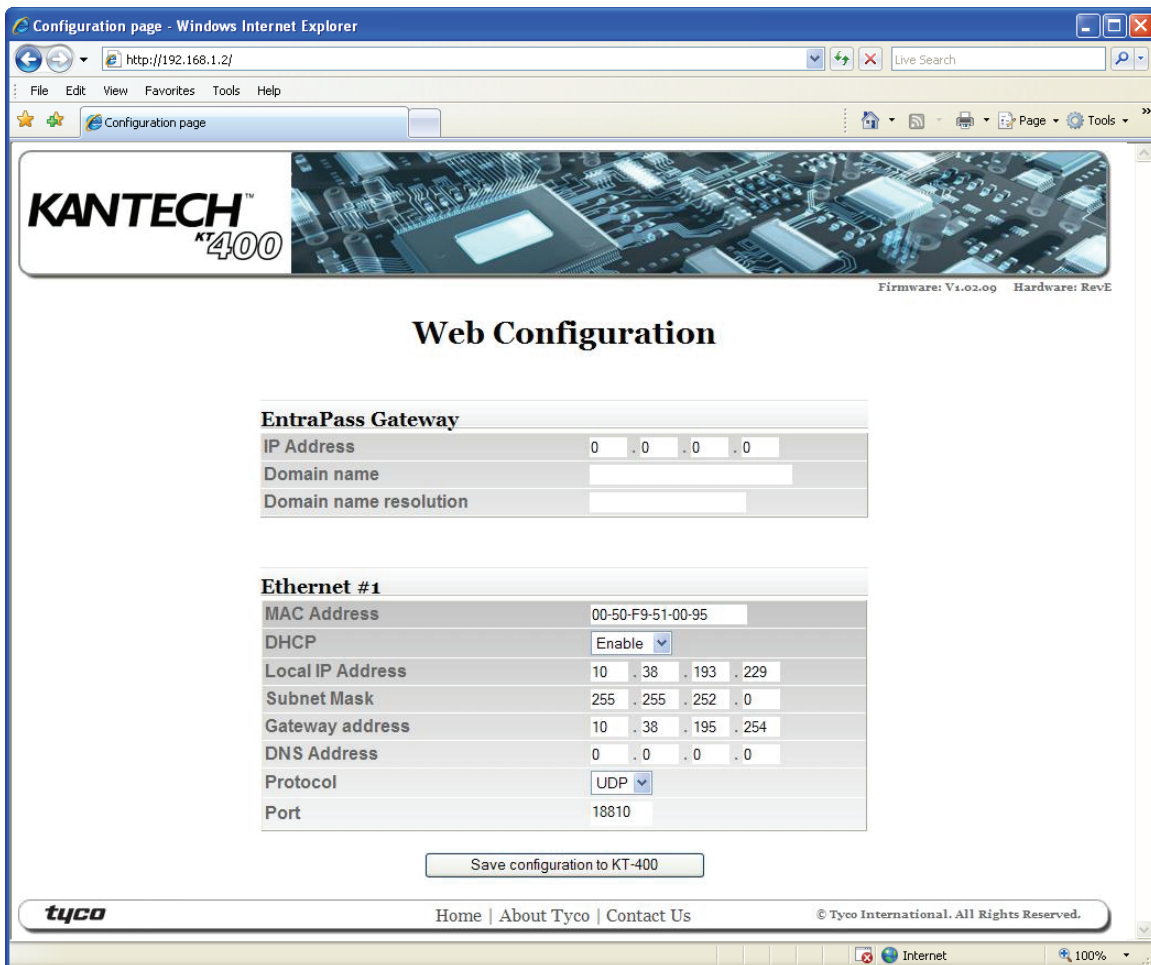 Configuration page - Windows Internet Explorer
http://192.168.1.2/
Live Search
File Edit View Favorites Tools Help
Configuration page
Page Tools
KANTECH™
KT400
Firmware: V1.02.09 Hardware: RevE
Web Configuration
EntraPass Gateway
IP Address 0 . 0 . 0 . 0
Domain name
Domain name resolution
Ethernet #1
MAC Address 00-50-F9-51-00-95
DHCP Enable
Local IP Address 10 . 38 . 193 . 229
Subnet Mask 255 . 255 . 252 . 0
Gateway address 10 . 38 . 195 . 254
DNS Address 0 . 0 . 0 . 0
Protocol UDP
Port 18810
Save configuration to KT-400
tyco Home | About Tyco | Contact Us © Tyco International. All Rights Reserved.
Internet 100%